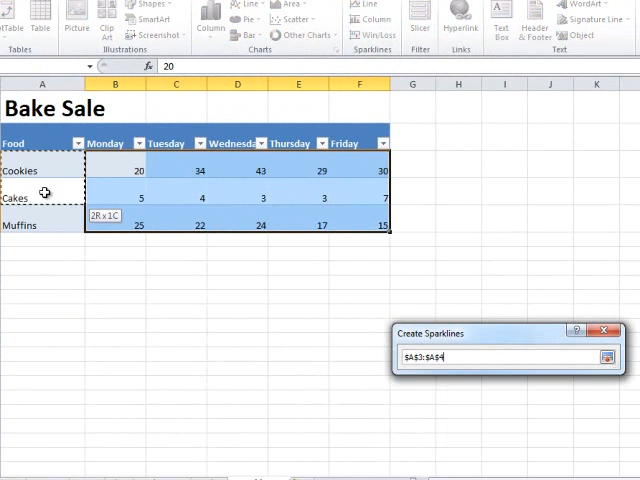 Shapes
SmartArt
Screenshot
votTable
Table
Picture
Clip
Art
Column
Line
Pie
Bar
Area
Scatter
Other Charts
Line
Column
Win/Loss
Slicer
Hyperlink
Text
Box
Header
& Footer
WordArt
Signature Line
Object
Tables
Illustrations
Charts
Sparklines
Filter
Links
Text
fx 20
A B C D E F G H I J K
Bake Sale
Food Monday Tuesday Wednesda Thursday Friday
Cookies 20 34 43 29 30
Cakes 5 4 3 3 7
2R x 1C
Muffins 25 22 24 17 15
Create Sparklines
?
$A$3:$A$4